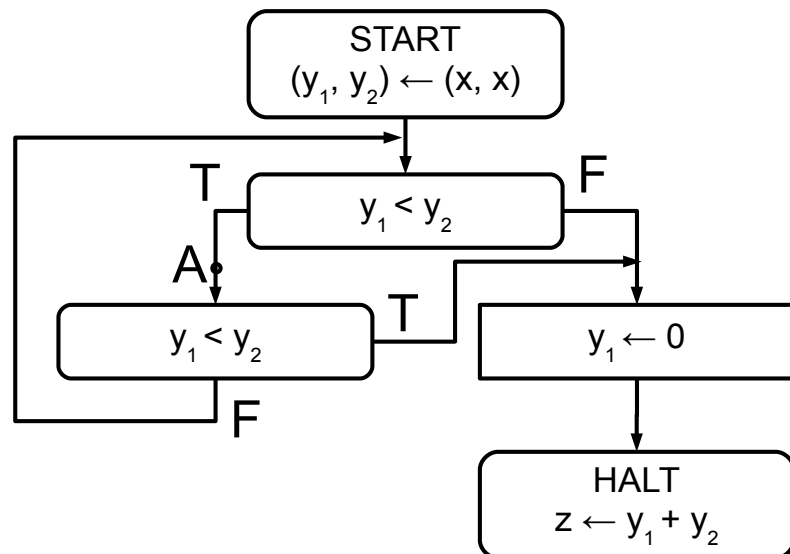 START
(y₁, y₂) ← (x, x)
T
F
y₁ < y₂
A
T
y₁ < y₂
y₁ ← 0
F
HALT
z ← y₁ + y₂